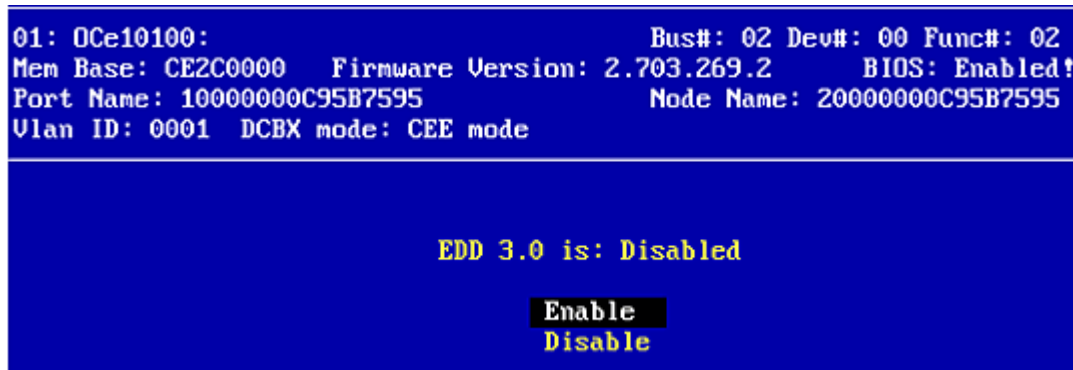 01: OCe10100: Bus#: 02 Dev#: 00 Func#: 02
Mem Base: CE2C0000 Firmware Version: 2.703.269.2 BIOS: Enabled!
Port Name: 10000000C95B7595 Node Name: 20000000C95B7595
Vlan ID: 0001 DCBX mode: CEE mode
EDD 3.0 is: Disabled
Enable
Disable